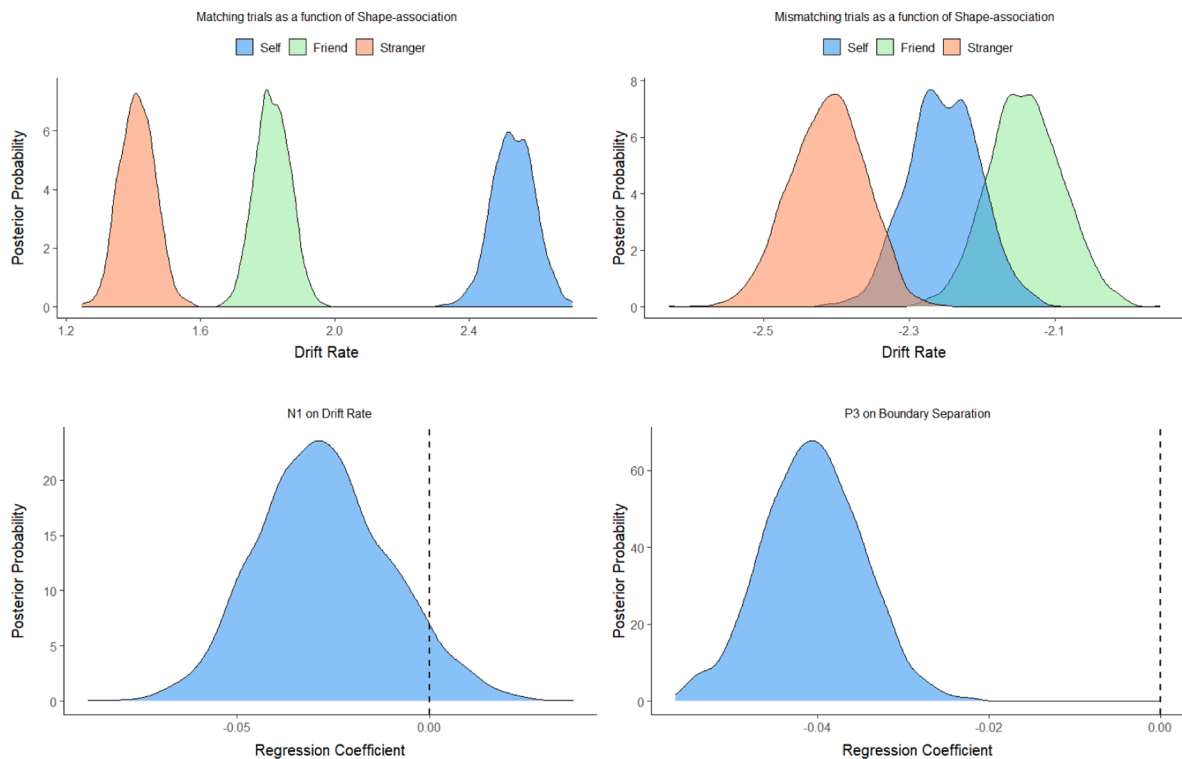 Matching trials as a function of Shape-association
Self Friend Stranger
Posterior Probability
6
4
2
0
1.2 1.6 2.0 2.4
Drift Rate
Mismatching trials as a function of Shape-association
Self Friend Stranger
Posterior Probability
8
6
4
2
0
-2.5 -2.3 -2.1
Drift Rate
N1 on Drift Rate
Posterior Probability
20
15
10
5
0
-0.05 0.00
Regression Coefficient
P3 on Boundary Separation
Posterior Probability
60
40
20
0
-0.04 -0.02 0.00
Regression Coefficient